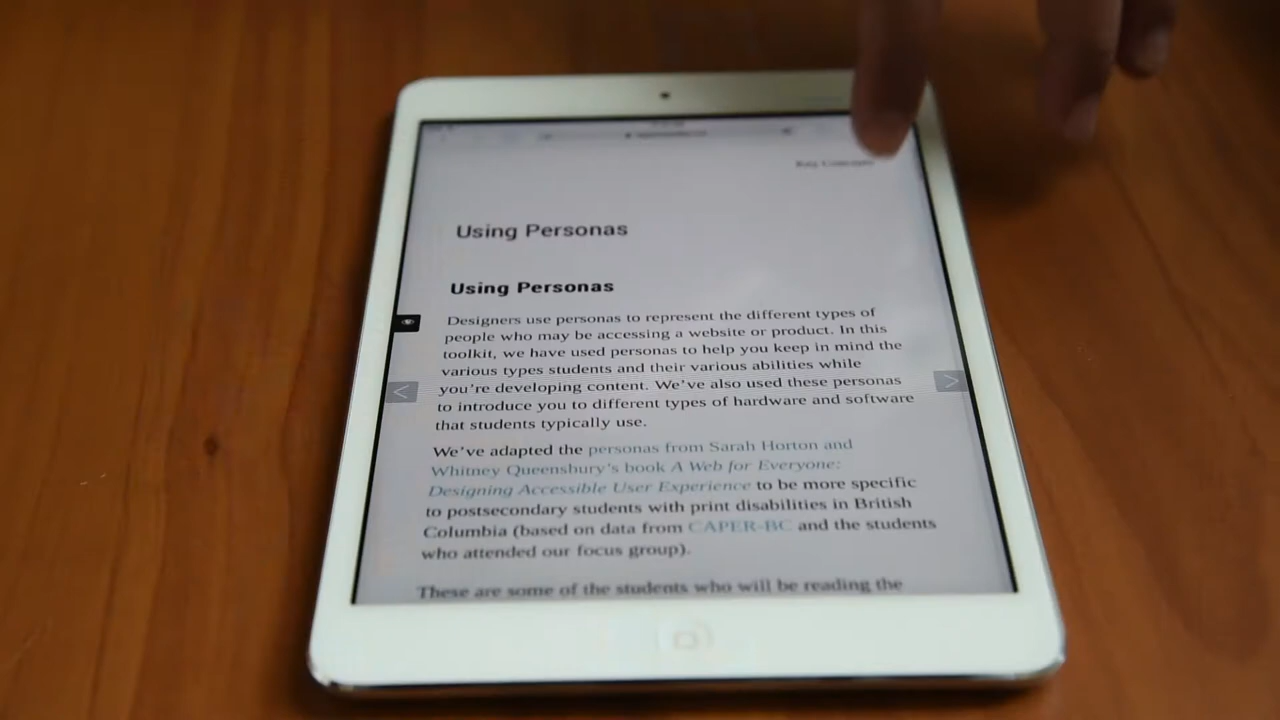 Key Concepts
Using Personas
Using Personas
Designers use personas to represent the different types of
people who may be accessing a website or product. In this
toolkit, we have used personas to help you keep in mind the
various types students and their various abilities while
you're developing content. We've also used these personas
to introduce you to different types of hardware and software
that students typically use.
We've adapted the personas from Sarah Horton and
Whitney Queensbury's book A Web for Everyone:
Designing Accessible User Experience to be more specific
to postsecondary students with print disabilities in British
Columbia (based on data from CAPER-BC and the students
who attended our focus group).
These are some of the students who will be reading the